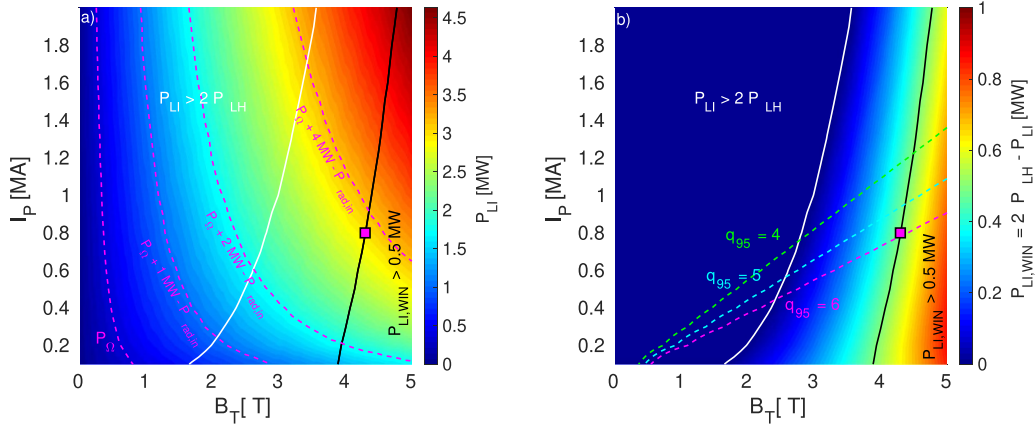 a)
P_LI > 2 P_LH
P_Ω + 4 MW - P_rad,in
P_Ω + 2 MW - P_rad,in
P_Ω + 1 MW - P_rad,in
P_Ω
P_LI,WIN > 0.5 MW
I_P [MA]
1.8
1.6
1.4
1.2
1
0.8
0.6
0.4
0.2
0 1 2 3 4 5
B_T[ T]
4.5
4
3.5
3
2.5
2
1.5
1
0.5
0
P_LI [MW]
b)
P_LI > 2 P_LH
q_95 = 4
q_95 = 5
q_95 = 6
P_LI,WIN > 0.5 MW
I_P [MA]
1.8
1.6
1.4
1.2
1
0.8
0.6
0.4
0.2
0 1 2 3 4 5
B_T[ T]
1
0.8
0.6
0.4
0.2
0
P_LI,WIN = 2 P_LH - P_LI [MW]